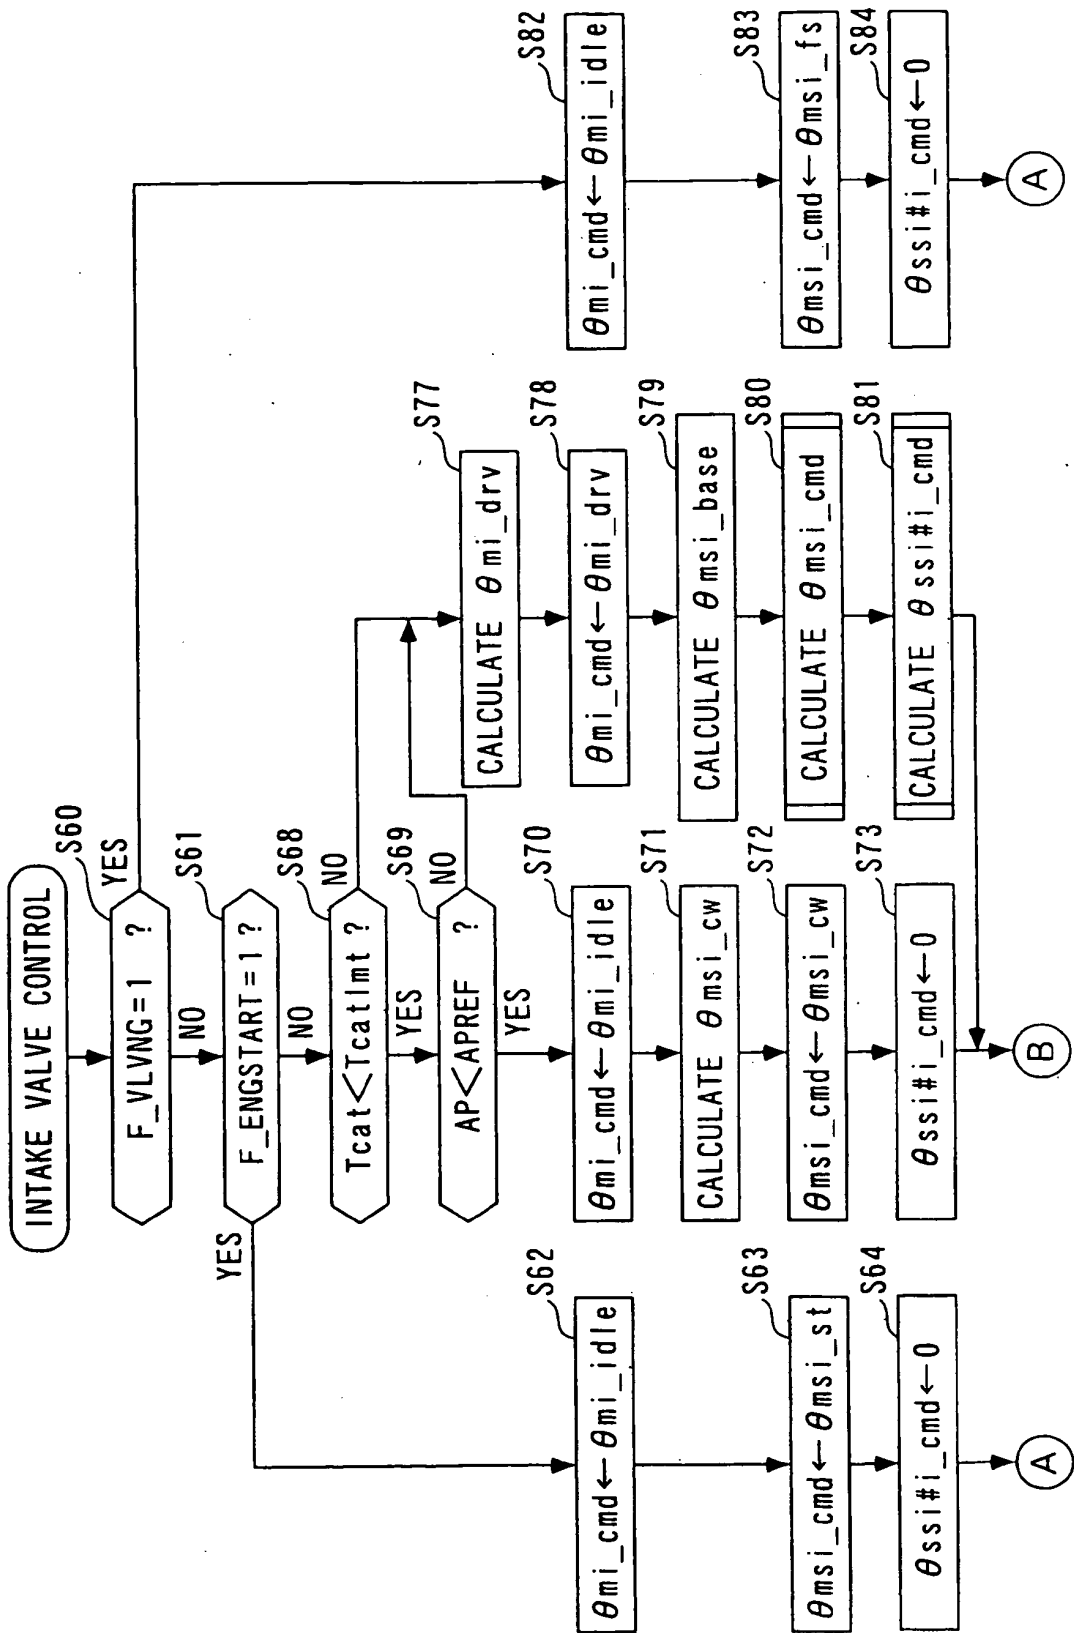 INTAKE VALVE CONTROL
S60
F_VLVNG=1 ?
YES
NO
S61
F_ENGSTART=1 ?
YES
NO
S68
Tcat<Tcatlmt ?
NO
YES
S69
AP<APREF ?
NO
YES
S62
θmi_cmd←θmi_idle
S63
θmsi_cmd←θmsi_st
S64
θssi#i_cmd←0
A
S70
θmi_cmd←θmi_idle
S71
CALCULATE θmsi_cw
S72
θmsi_cmd←θmsi_cw
S73
θssi#i_cmd←0
B
S77
CALCULATE θmi_drv
S78
θmi_cmd←θmi_drv
S79
CALCULATE θmsi_base
S80
CALCULATE θmsi_cmd
S81
CALCULATE θssi#i_cmd
S82
θmi_cmd←θmi_idle
S83
θmsi_cmd←θmsi_fs
S84
θssi#i_cmd←0
A